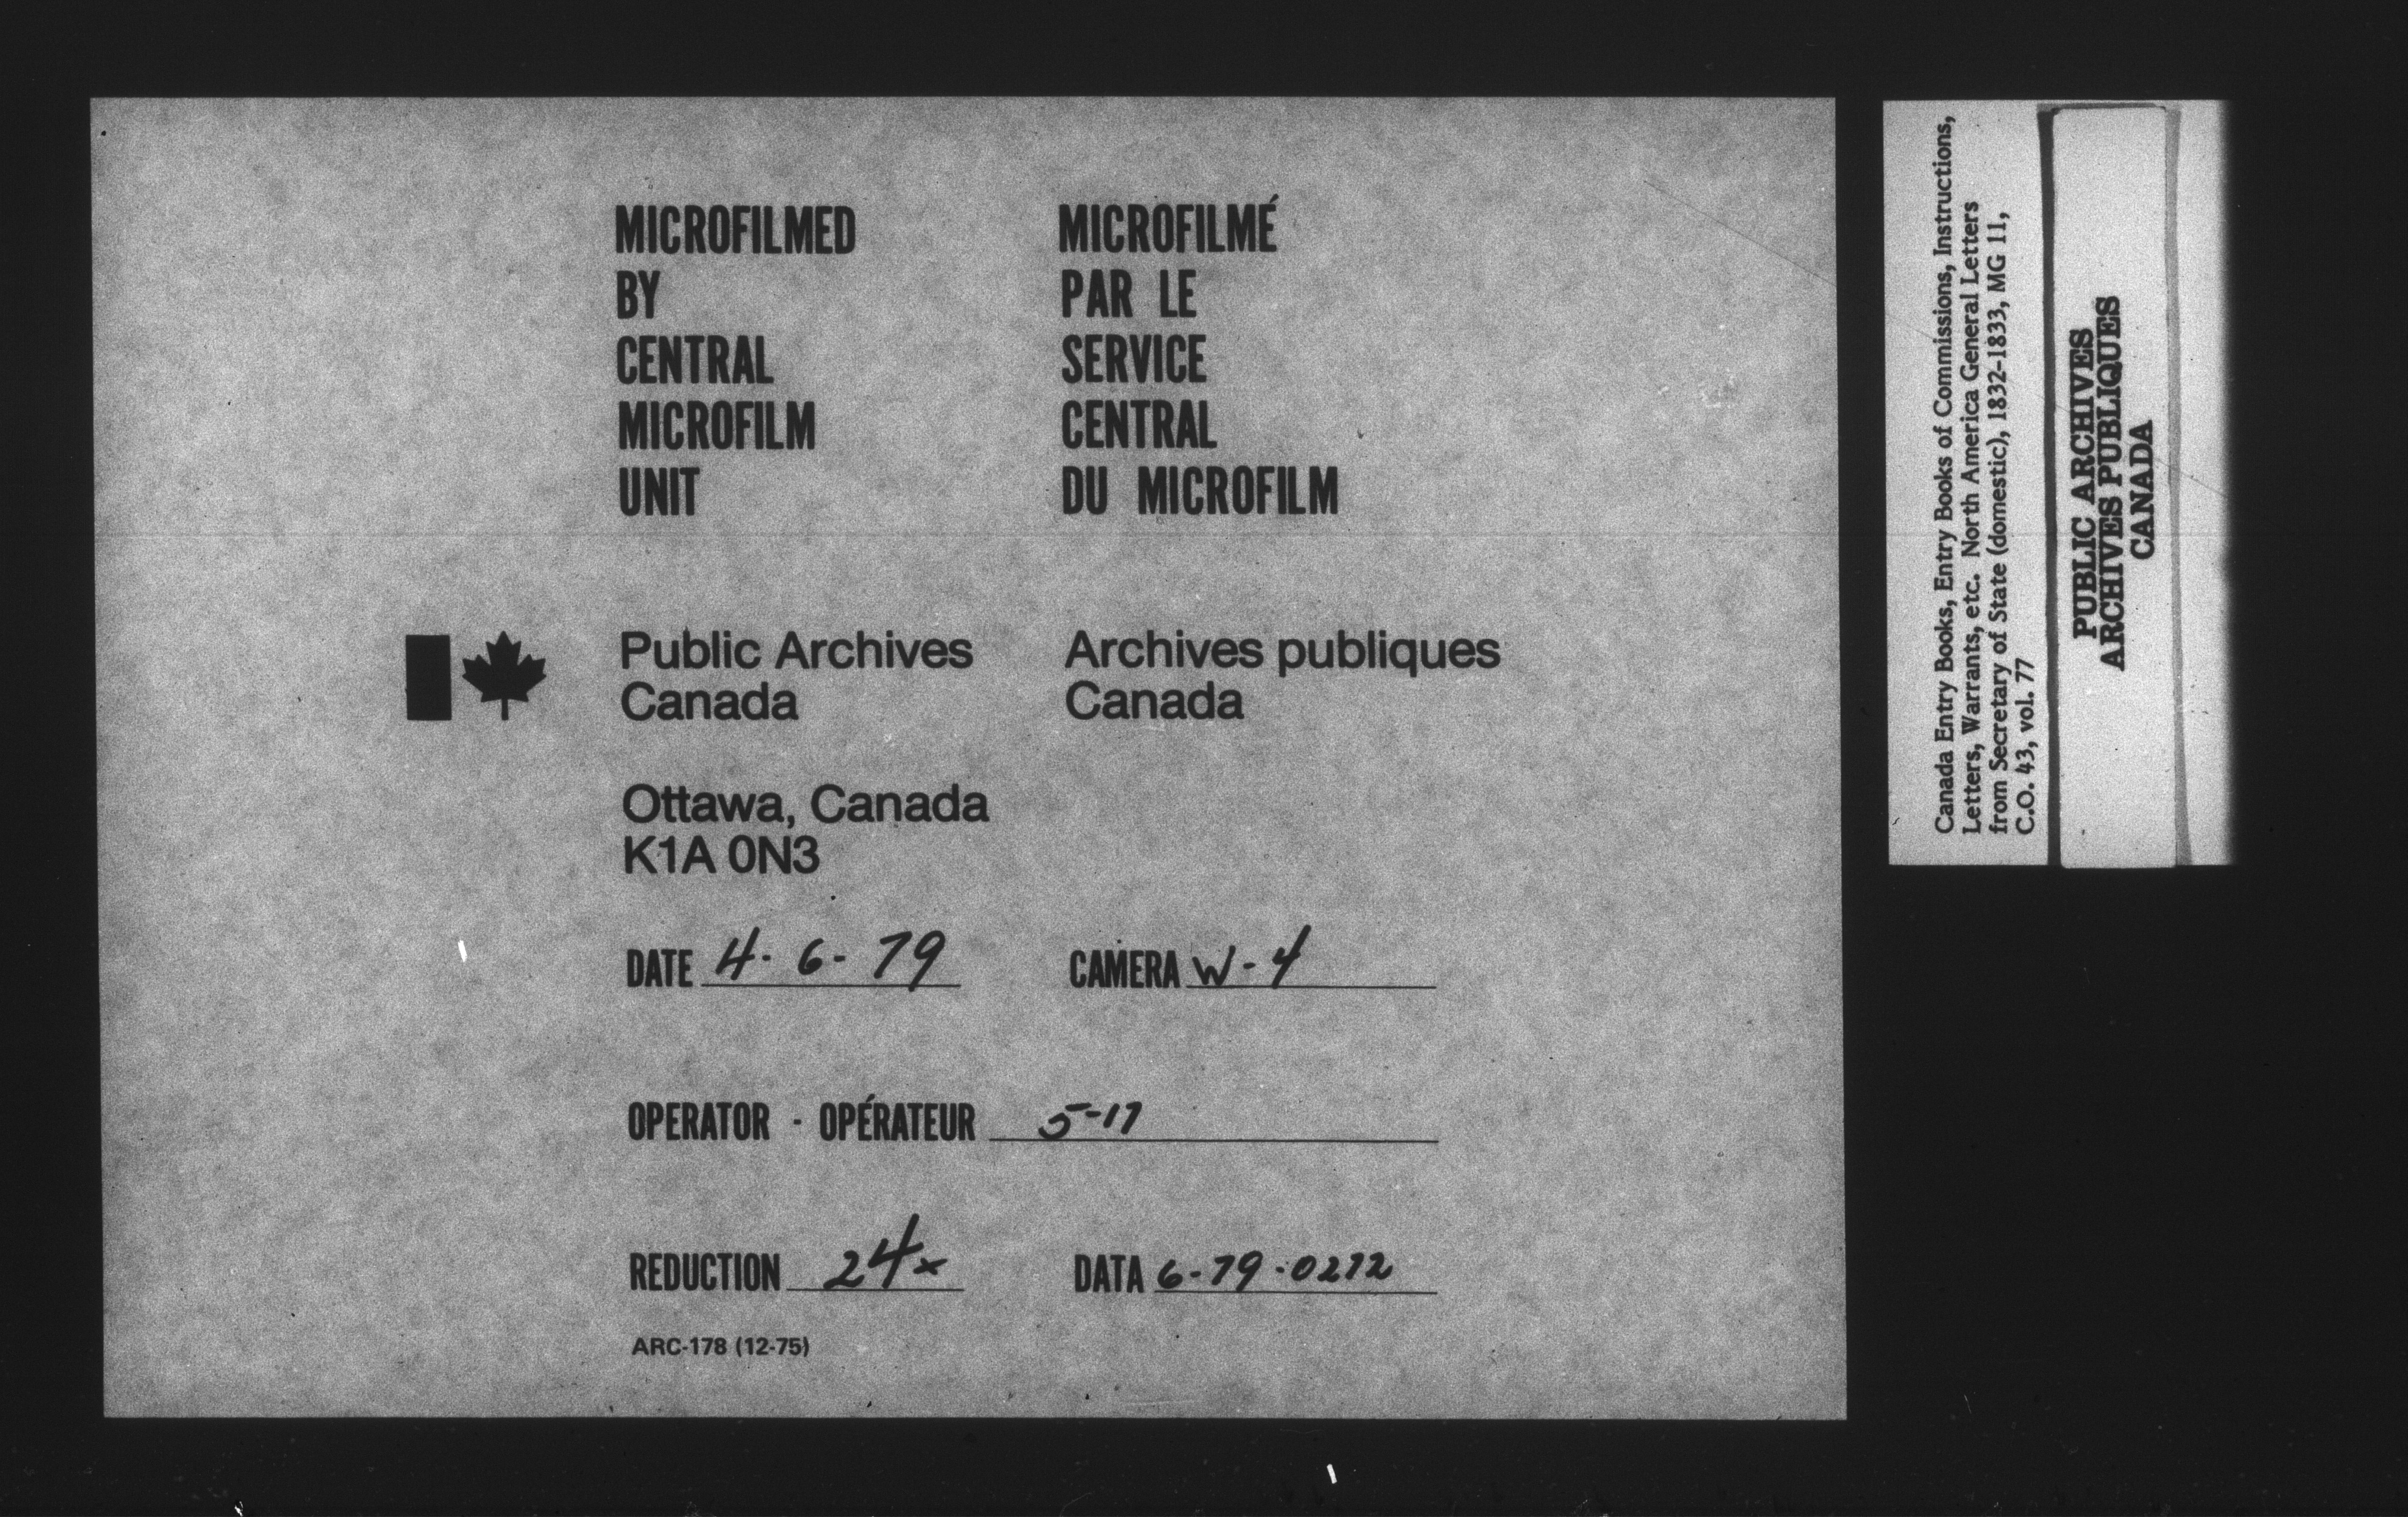 MICROFILMED
BY
CENTRAL
MICROFILM
UNIT
MICROFILMÉ
PAR LE
SERVICE
CENTRAL
DU MICROFILM
Public Archives
Canada
Archives publiques
Canada
Ottawa, Canada
K1A 0N3
DATE 4-6-79
CAMERA W-4
OPERATOR - OPÉRATEUR 5-17
REDUCTION 24x
DATA 6-79-0272
ARC-178 (12-75)
Canada Entry Books, Entry Books of Commissions, Instructions,
Letters, Warrants, etc. North America General Letters
from Secretary of State (domestic), 1832-1833, MG 11,
C.O. 43, vol. 77
PUBLIC ARCHIVES
ARCHIVES PUBLIQUES
CANADA